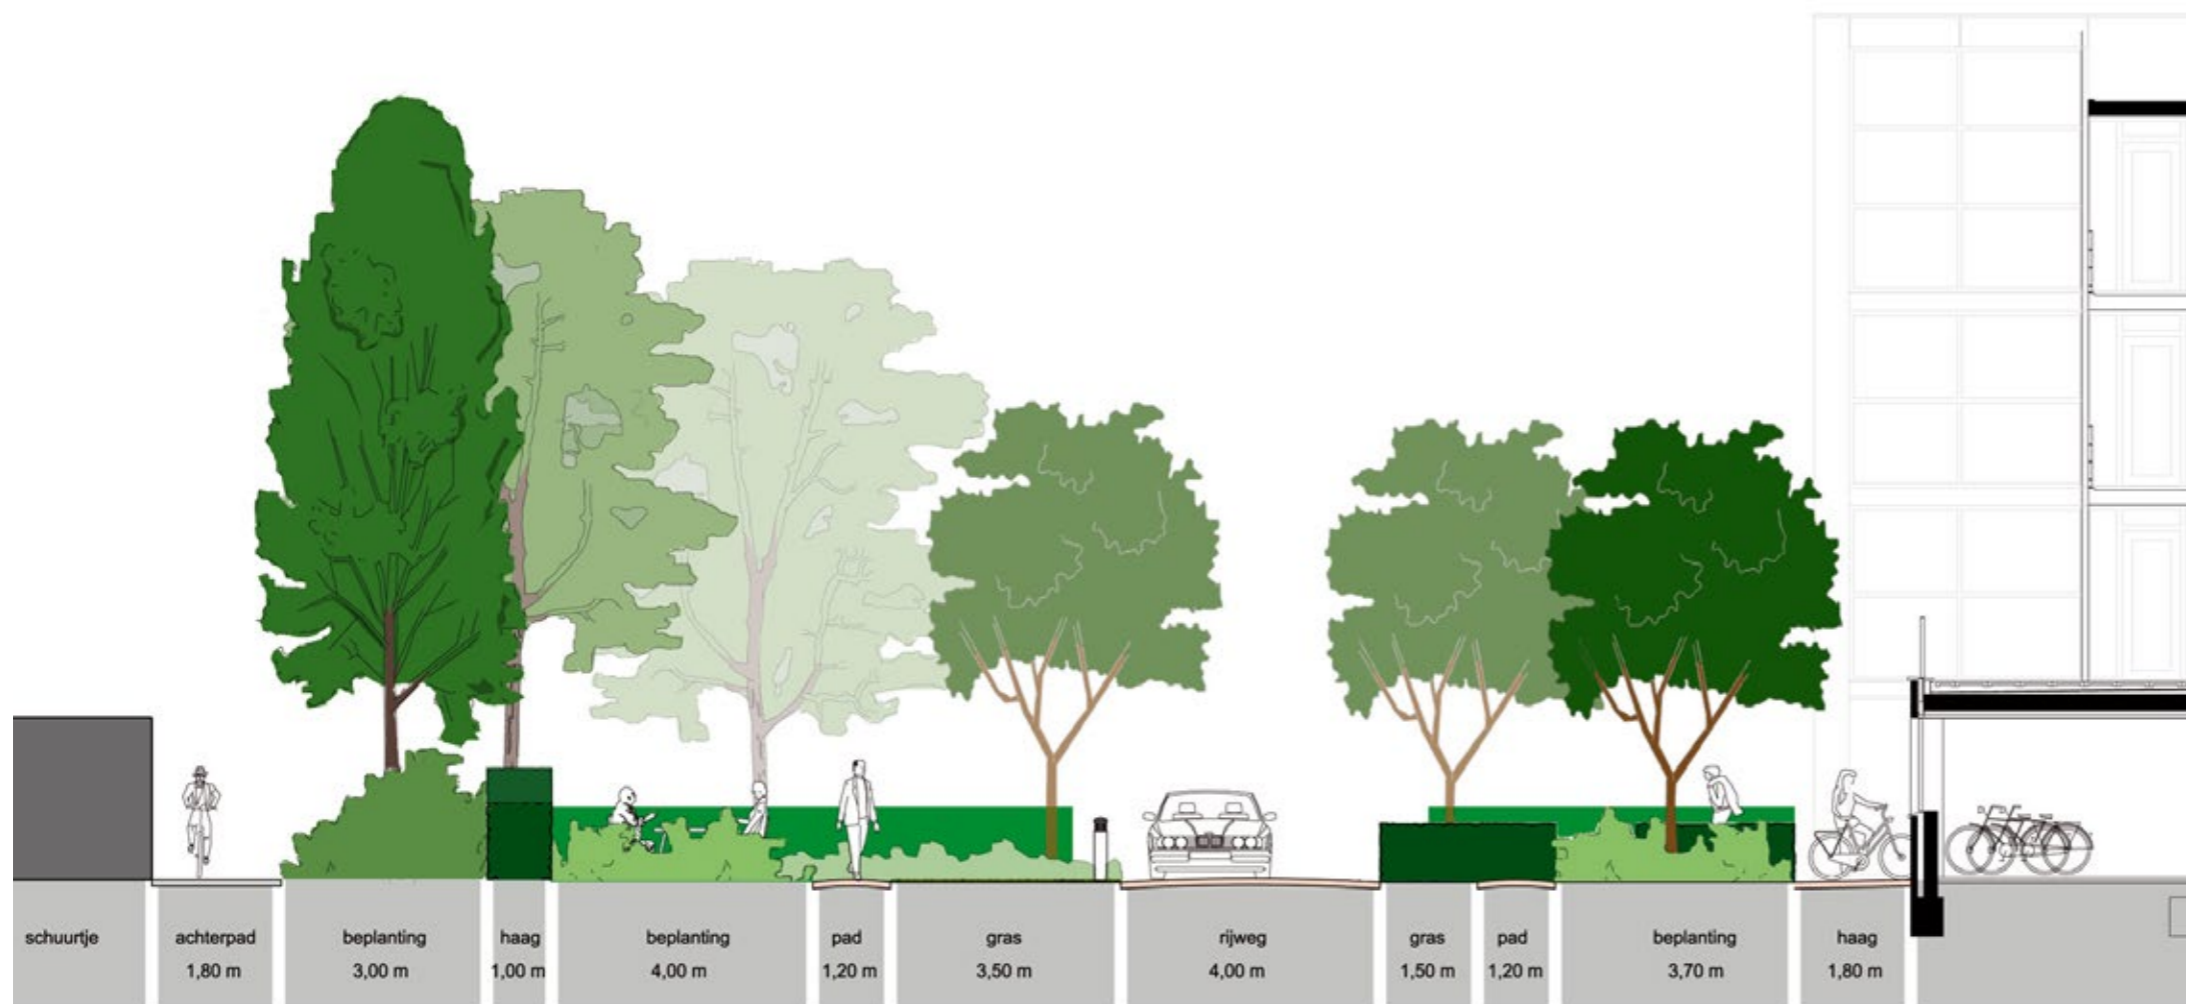 schuurtje
achterpad
1,80 m
beplanting
3,00 m
haag
1,00 m
beplanting
4,00 m
pad
1,20 m
gras
3,50 m
rijweg
4,00 m
gras
1,50 m
pad
1,20 m
beplanting
3,70 m
haag
1,80 m